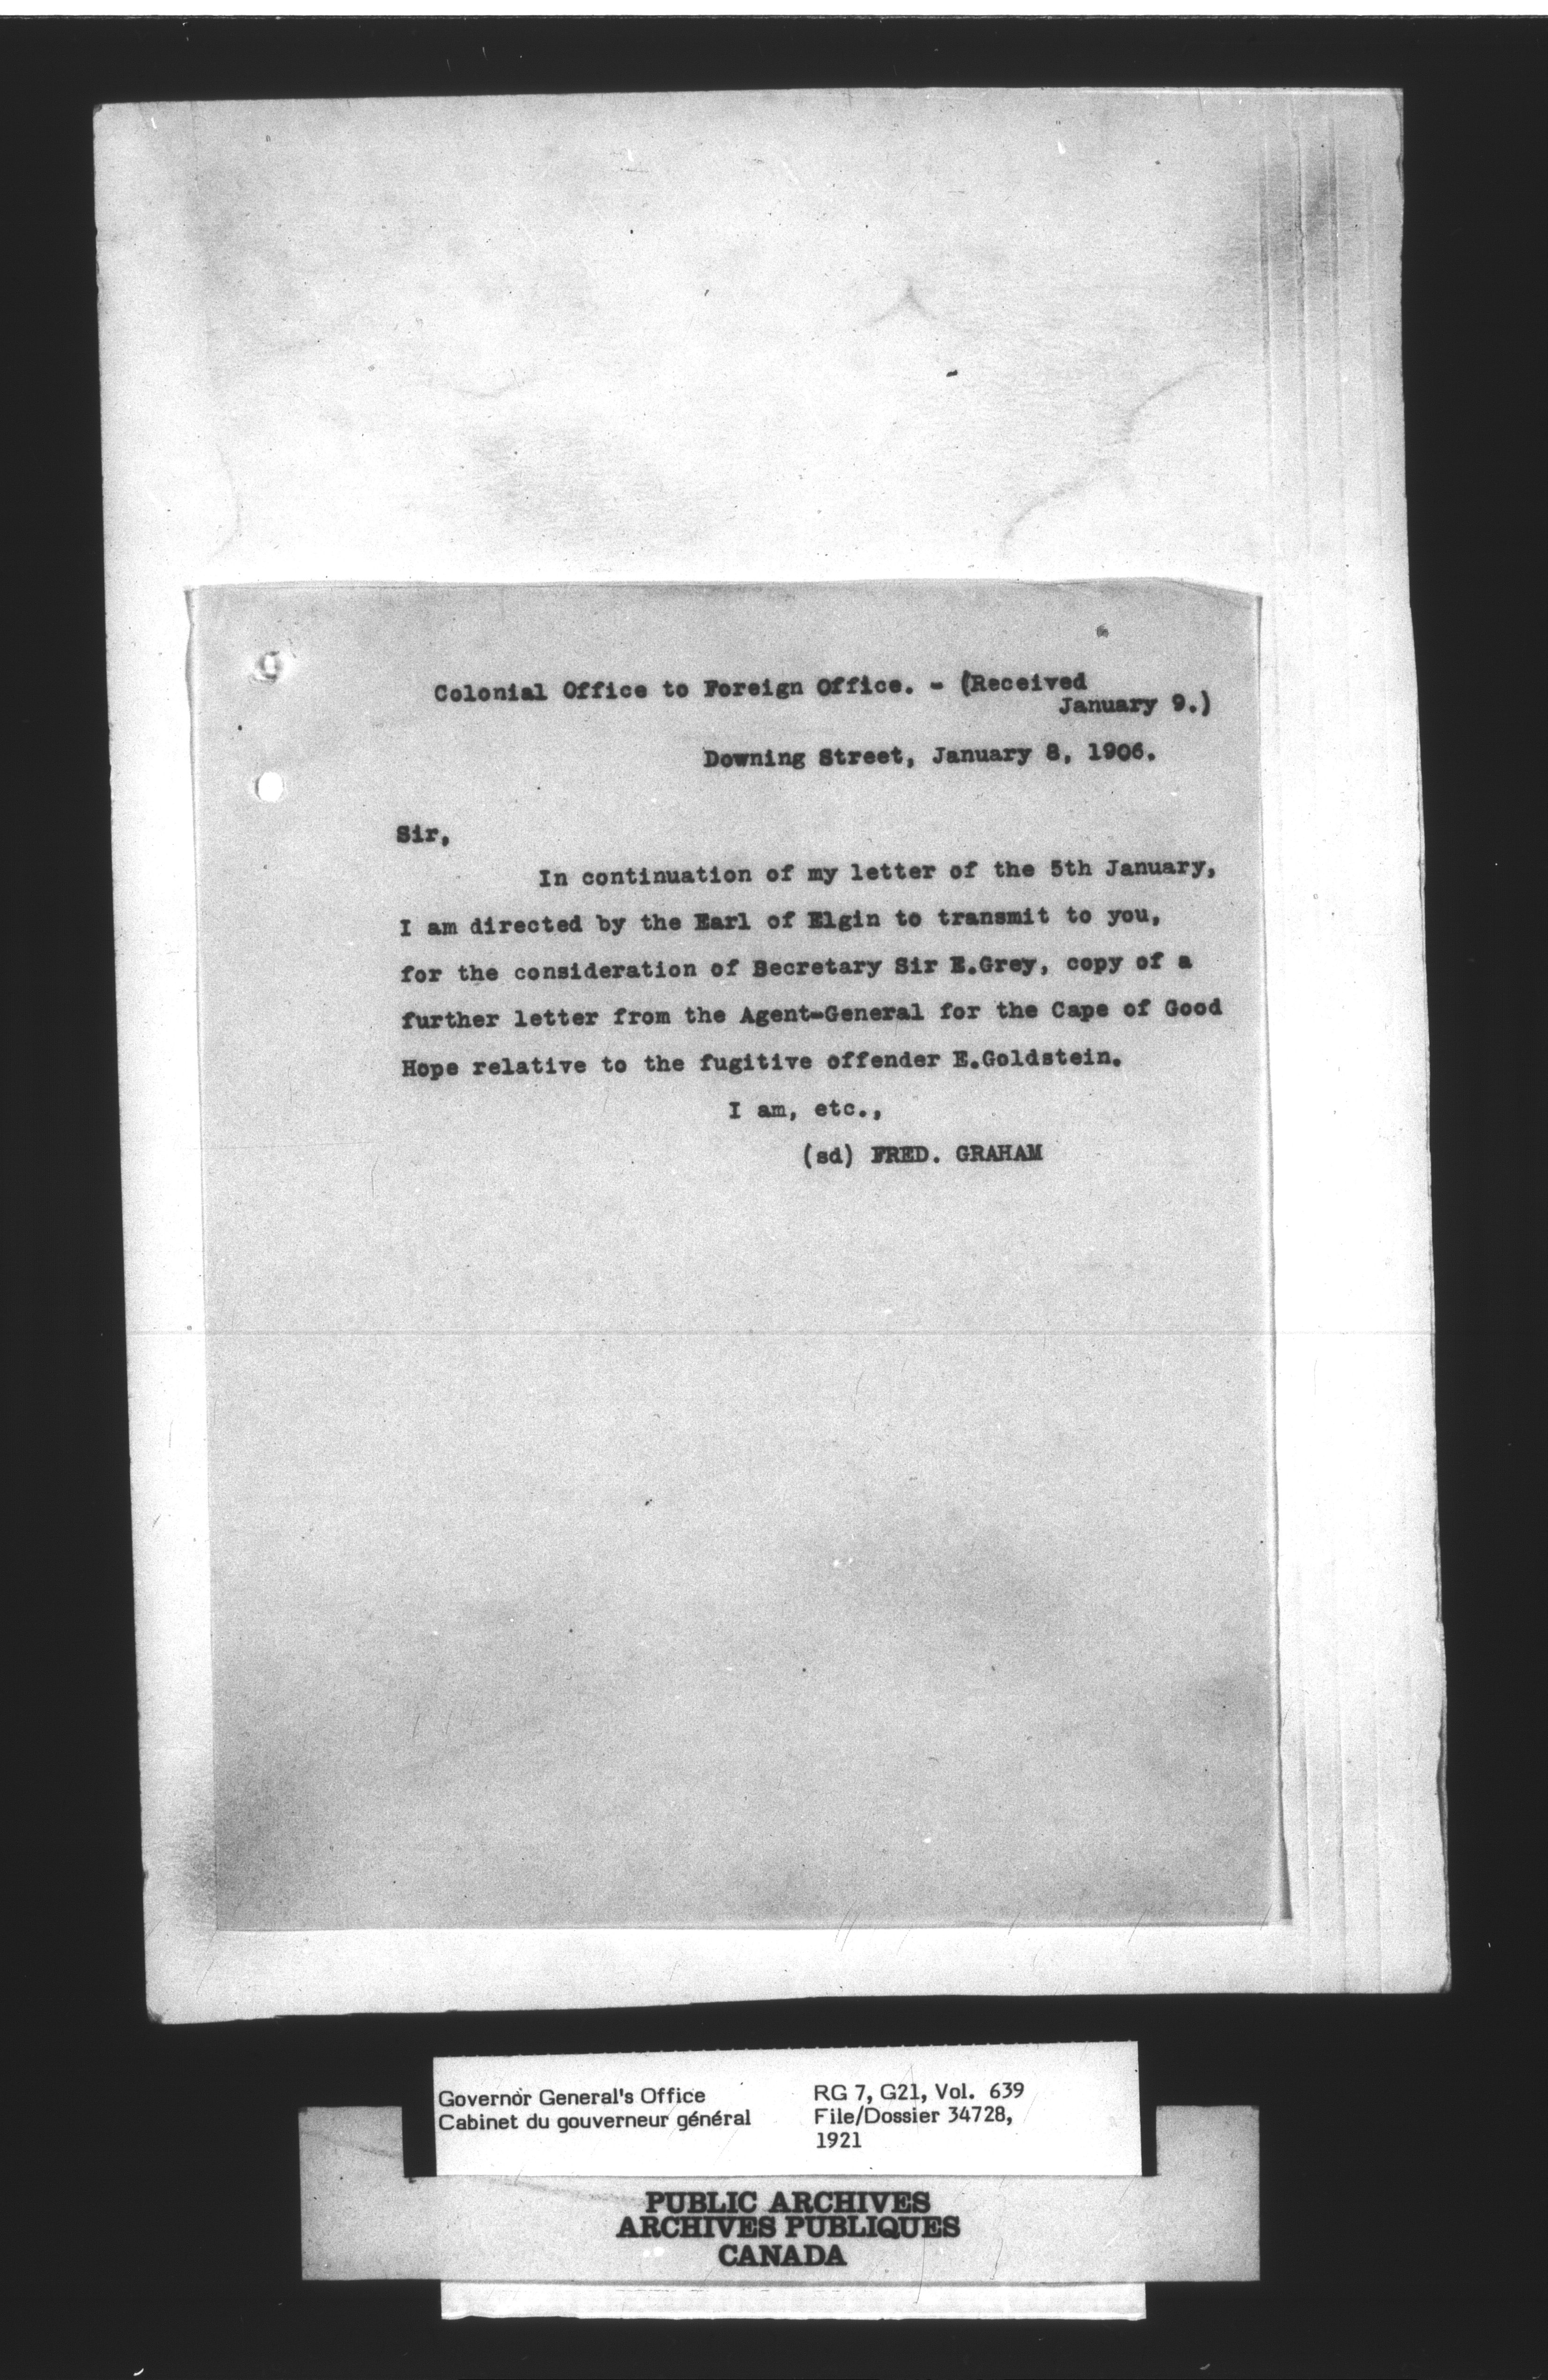 Colonial Office to Foreign Office. - (Received
January 9.)
Downing Street, January 8, 1906.
Sir,
In continuation of my letter of the 5th January,
I am directed by the Earl of Elgin to transmit to you,
for the consideration of Secretary Sir E.Grey, copy of a
further letter from the Agent-General for the Cape of Good
Hope relative to the fugitive offender E.Goldstein.
I am, etc.,
(sd) FRED. GRAHAM
Governor General's Office
Cabinet du gouverneur général
RG 7, G21, Vol. 639
File/Dossier 34728,
1921
PUBLIC ARCHIVES
ARCHIVES PUBLIQUES
CANADA